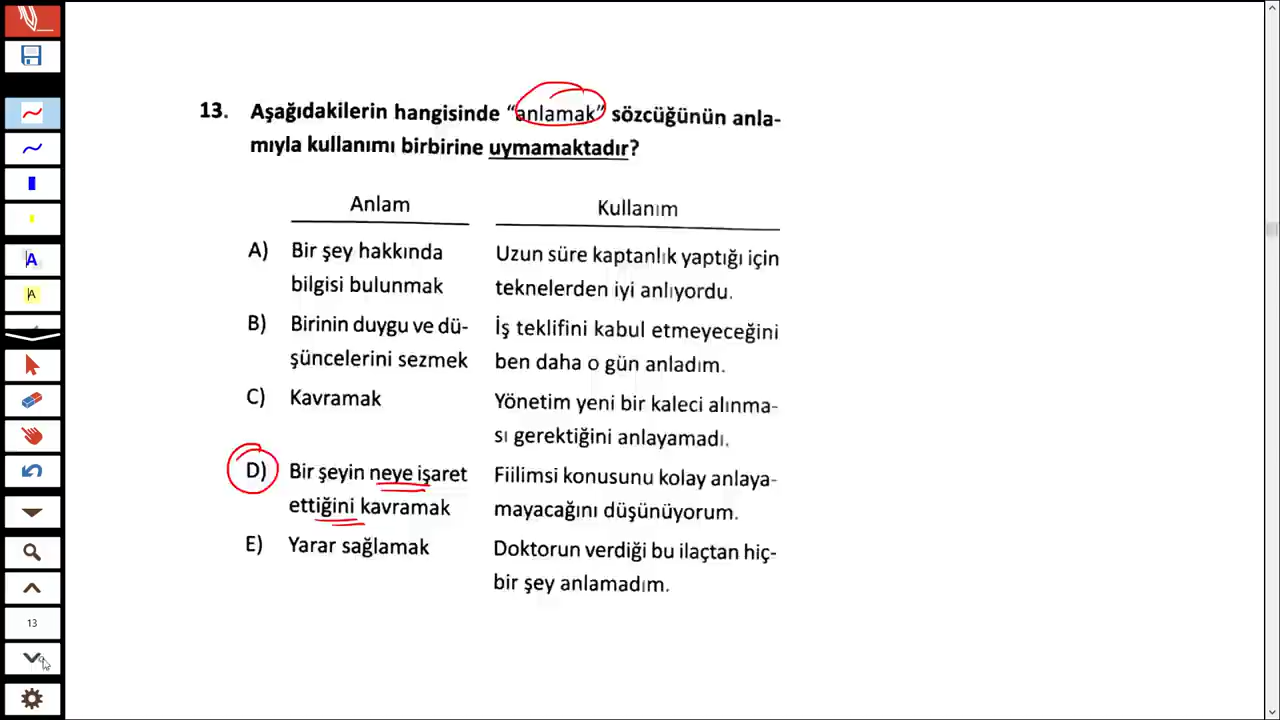 13. Aşağıdakilerin hangisinde “anlamak” sözcüğünün anla-
mıyla kullanımı birbirine uymamaktadır?
Anlam Kullanım
A) Bir şey hakkında Uzun süre kaptanlık yaptığı için
bilgisi bulunmak teknelerden iyi anlıyordu.
B) Birinin duygu ve dü- İş teklifini kabul etmeyeceğini
şüncelerini sezmek ben daha o gün anladım.
C) Kavramak Yönetim yeni bir kaleci alınma-
sı gerektiğini anlayamadı.
D) Bir şeyin neye işaret Fiilimsi konusunu kolay anlaya-
ettiğini kavramak mayacağını düşünüyorum.
E) Yarar sağlamak Doktorun verdiği bu ilaçtan hiç-
bir şey anlamadım.
A
A
13